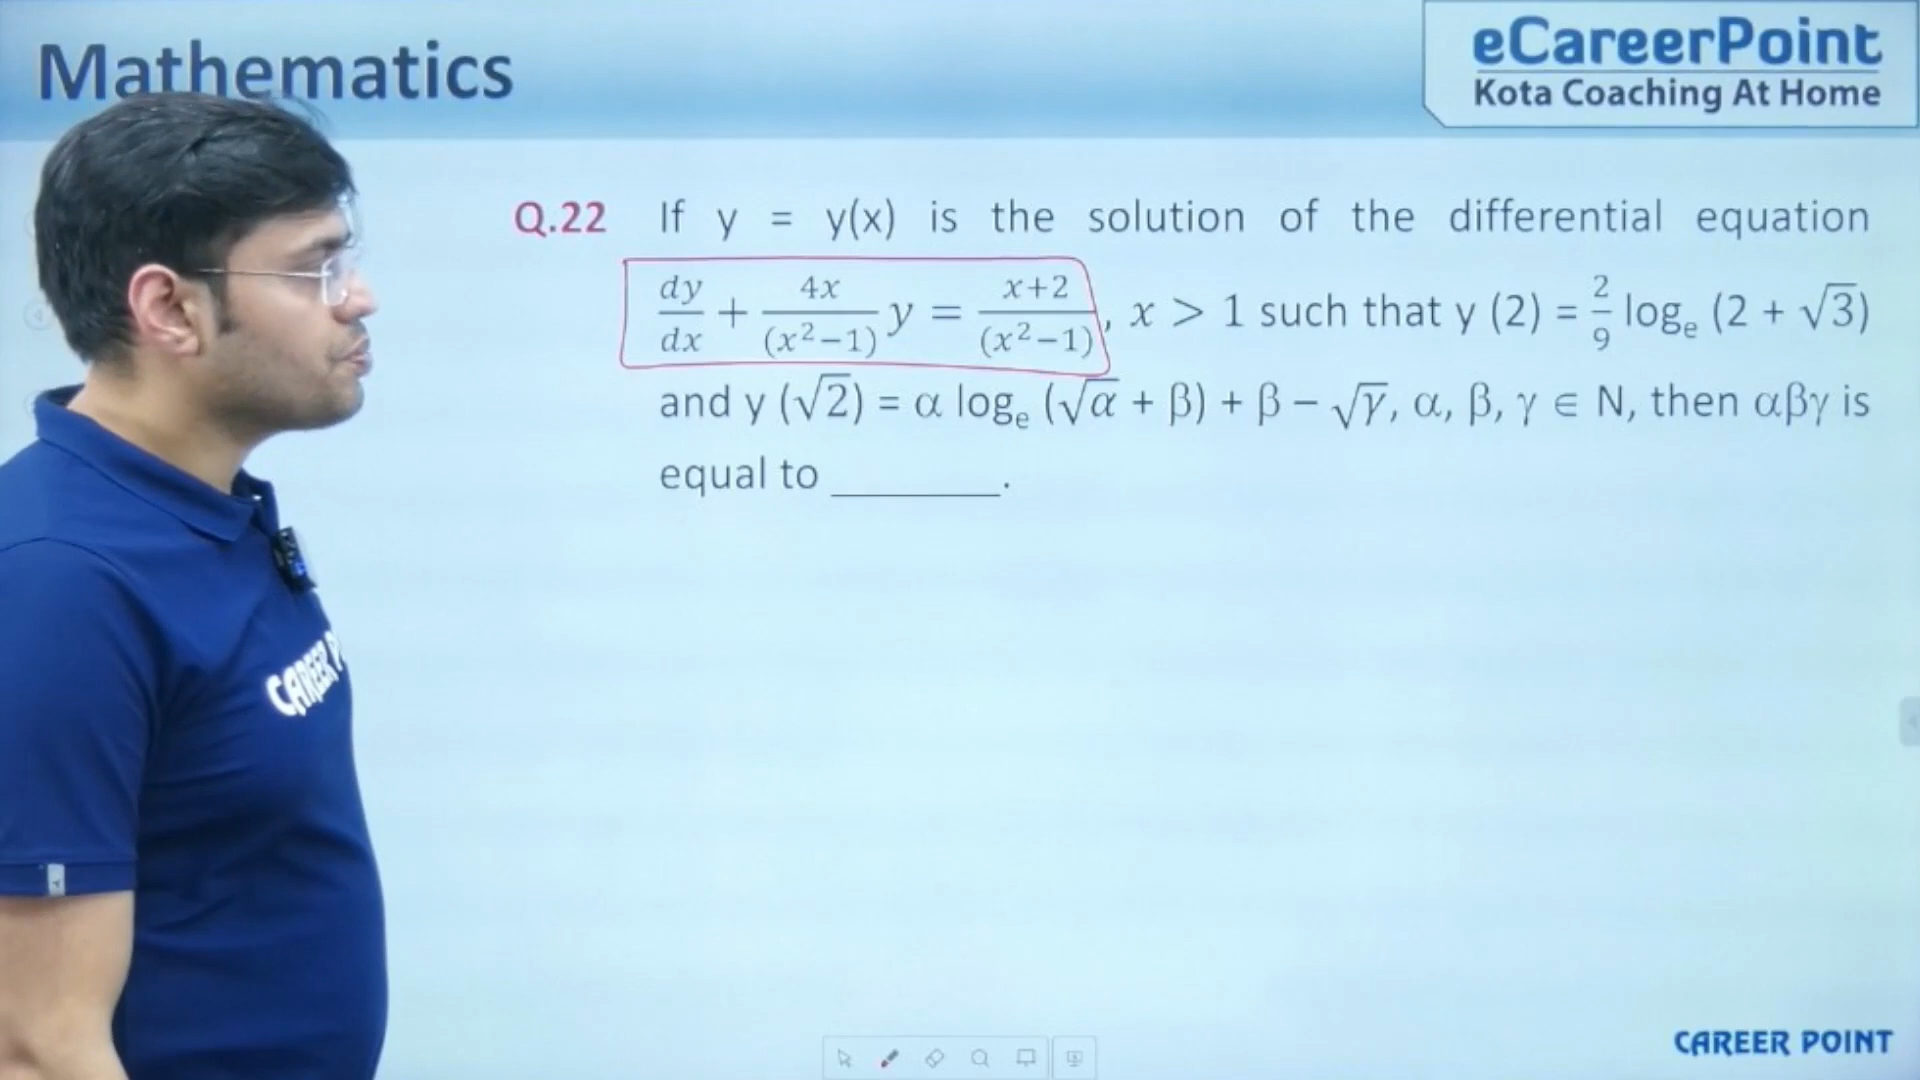 Mathematics
eCareerPoint
Kota Coaching At Home
Q.22 If y = y(x) is the solution of the differential equation
dy/dx + 4x/(x²−1) y = x+2/(x²−1), x > 1 such that y (2) = 2/9 logₑ (2 + √3)
and y (√2) = α logₑ (√α + β) + β − √γ, α, β, γ ∈ N, then αβγ is
equal to ________.
CAREER P
CAREER POINT